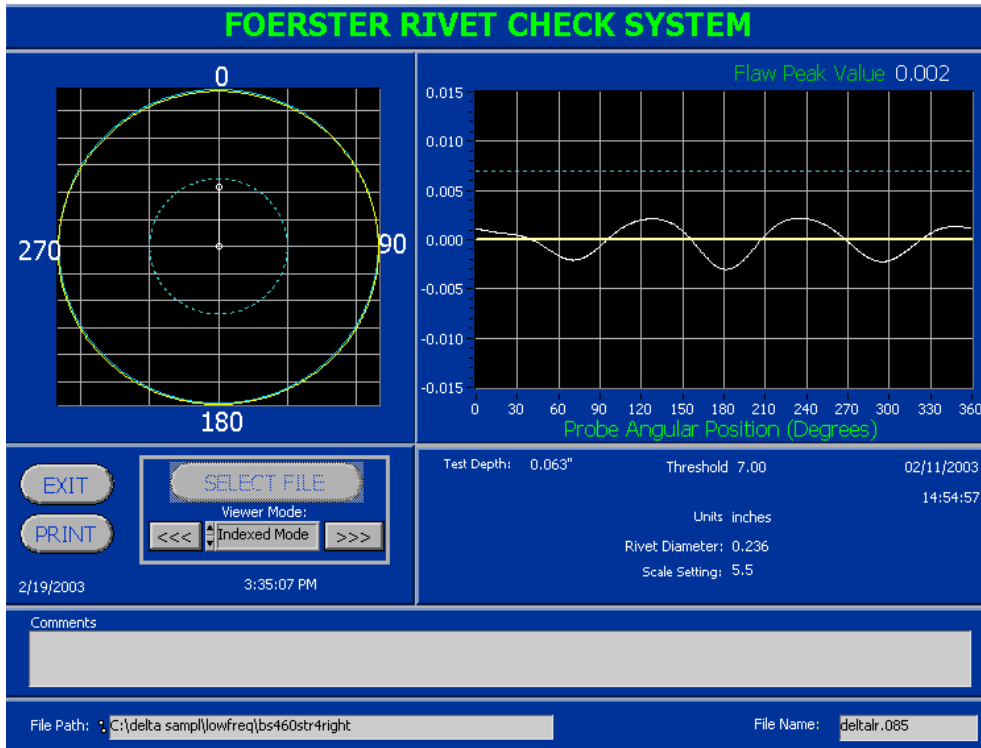 FOERSTER RIVET CHECK SYSTEM
0
270
90
180
Flaw Peak Value 0.002
0.015
0.010
0.005
0.000
-0.005
-0.010
-0.015
0 30 60 90 120 150 180 210 240 270 300 330 360
Probe Angular Position (Degrees)
EXIT
PRINT
SELECT FILE
Viewer Mode:
<<< Indexed Mode >>>
2/19/2003 3:35:07 PM
Test Depth: 0.063" Threshold 7.00 02/11/2003
14:54:57
Units inches
Rivet Diameter: 0.236
Scale Setting: 5.5
Comments
File Path: C:\delta sampl\lowfreq\bs460str4right File Name: deltalr.085